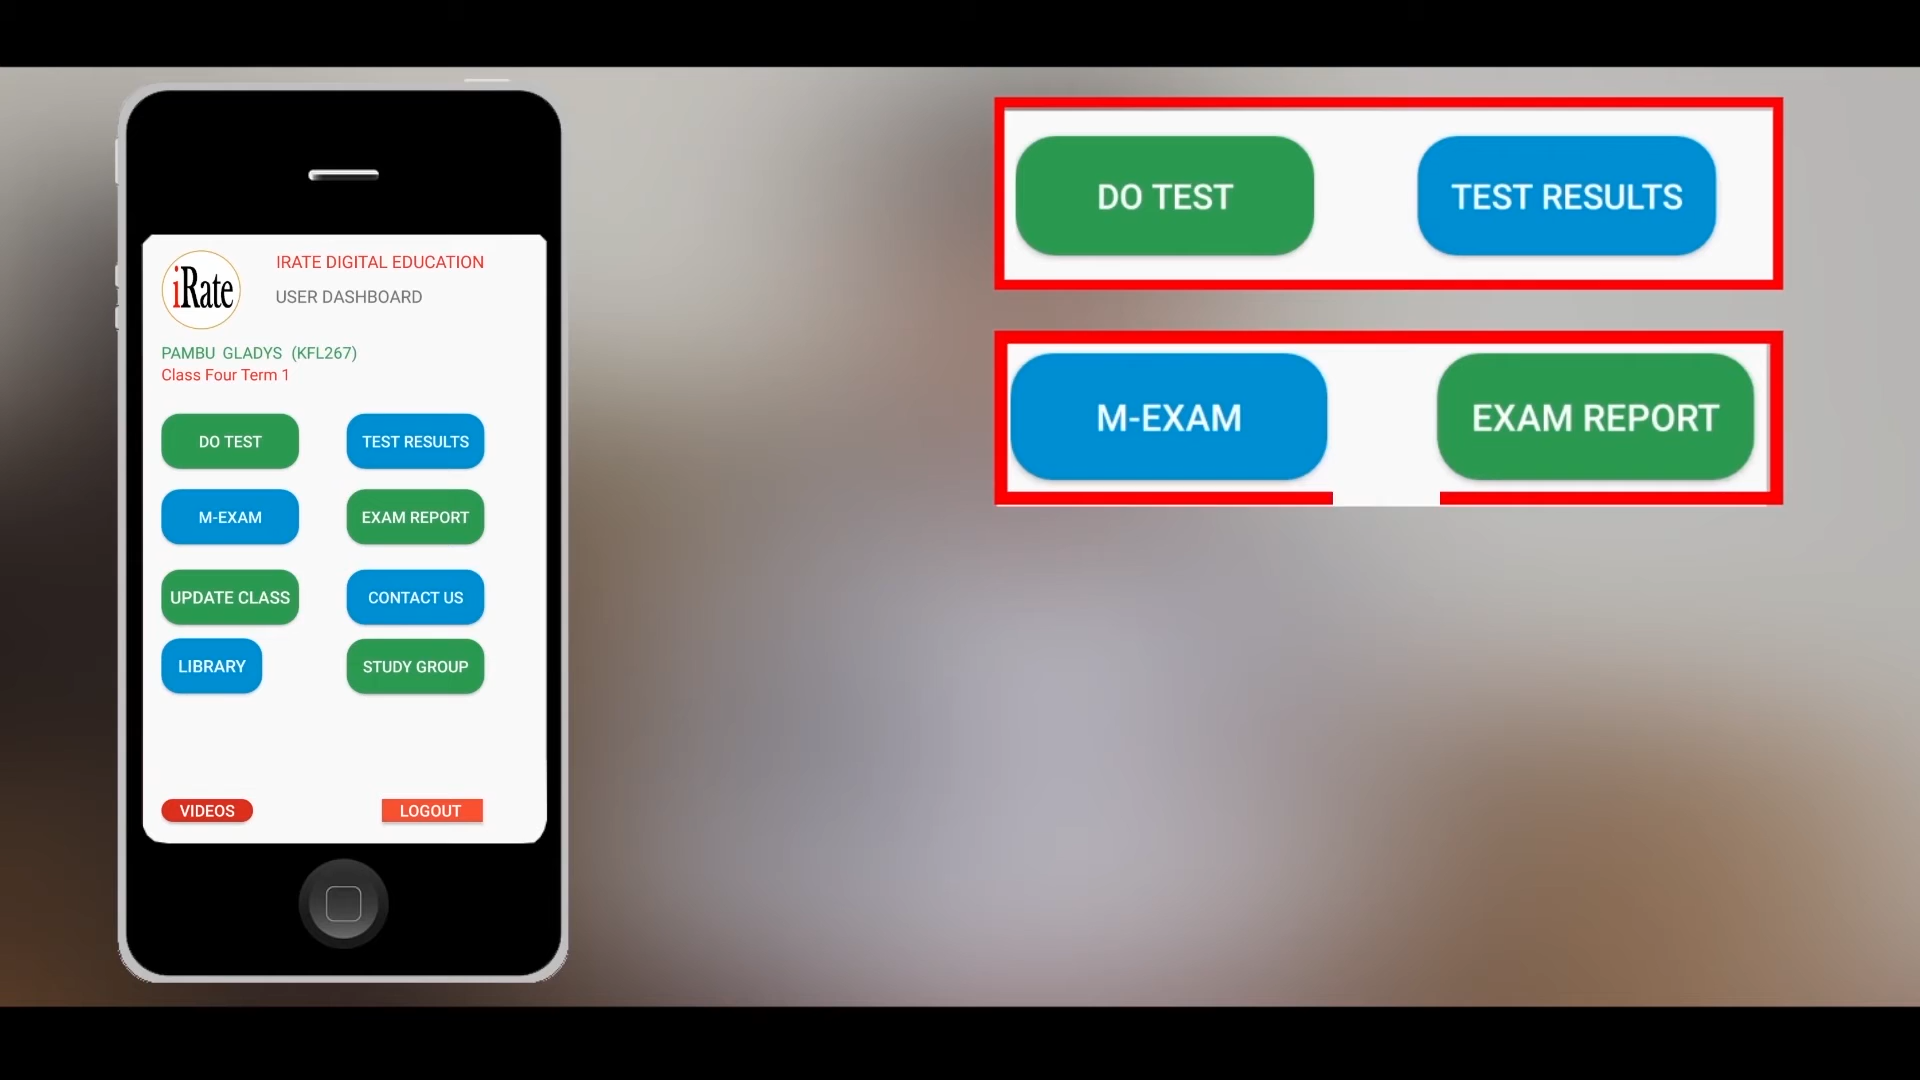 iRate
IRATE DIGITAL EDUCATION
USER DASHBOARD
PAMBU GLADYS (KFL267)
Class Four Term 1
DO TEST
TEST RESULTS
M-EXAM
EXAM REPORT
UPDATE CLASS
CONTACT US
LIBRARY
STUDY GROUP
VIDEOS
LOGOUT
DO TEST
TEST RESULTS
M-EXAM
EXAM REPORT